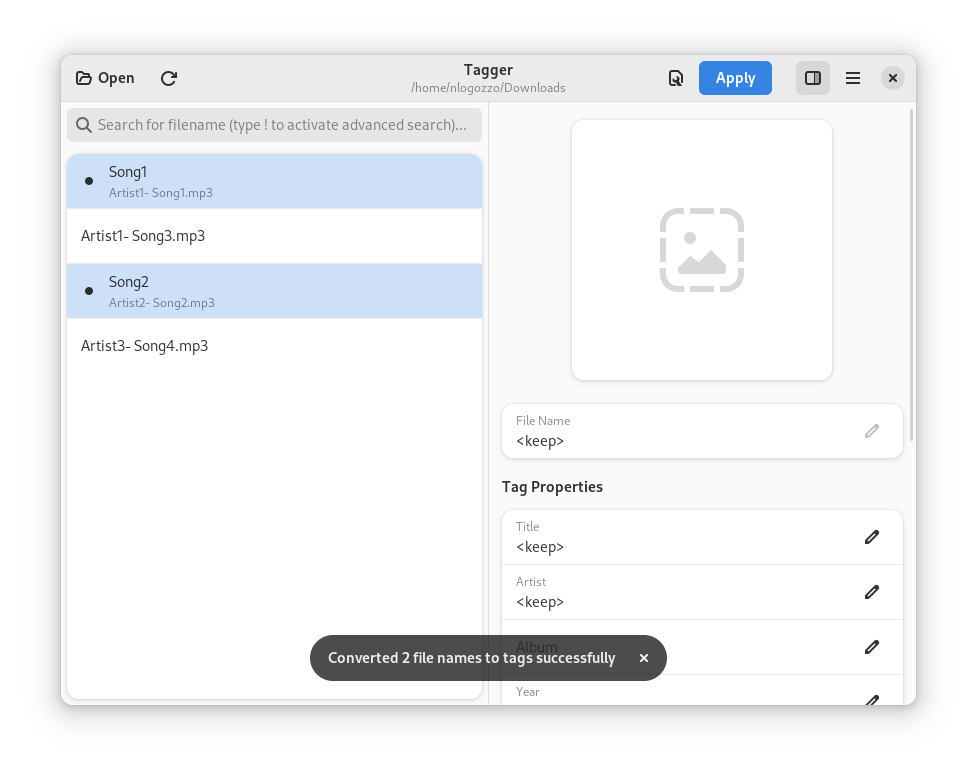 Open
Tagger
/home/nlogozzo/Downloads
Apply
Search for filename (type ! to activate advanced search)...
Song1
Artist1- Song1.mp3
Artist1- Song3.mp3
Song2
Artist2- Song2.mp3
Artist3- Song4.mp3
File Name
<keep>
Tag Properties
Title
<keep>
Artist
<keep>
Album
Converted 2 file names to tags successfully
Year